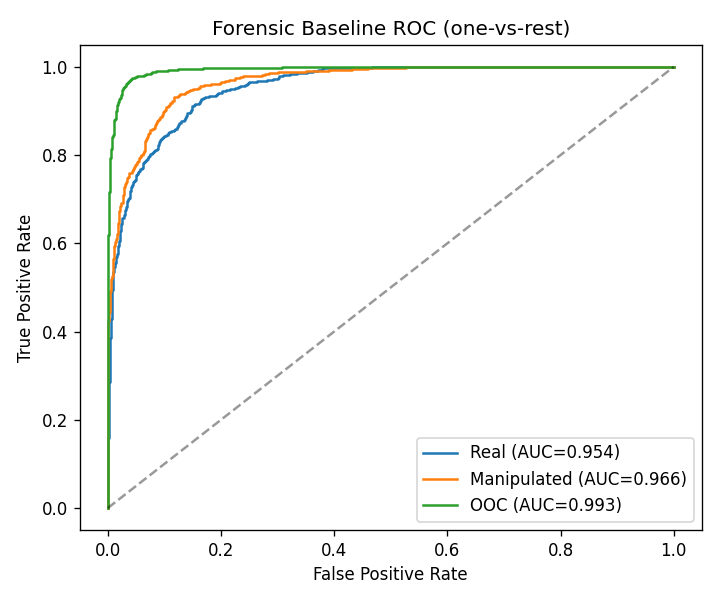 Forensic Baseline ROC (one-vs-rest)
True Positive Rate
1.0
0.8
0.6
0.4
0.2
0.0
Real (AUC=0.954)
Manipulated (AUC=0.966)
OOC (AUC=0.993)
0.0 0.2 0.4 0.6 0.8 1.0
False Positive Rate